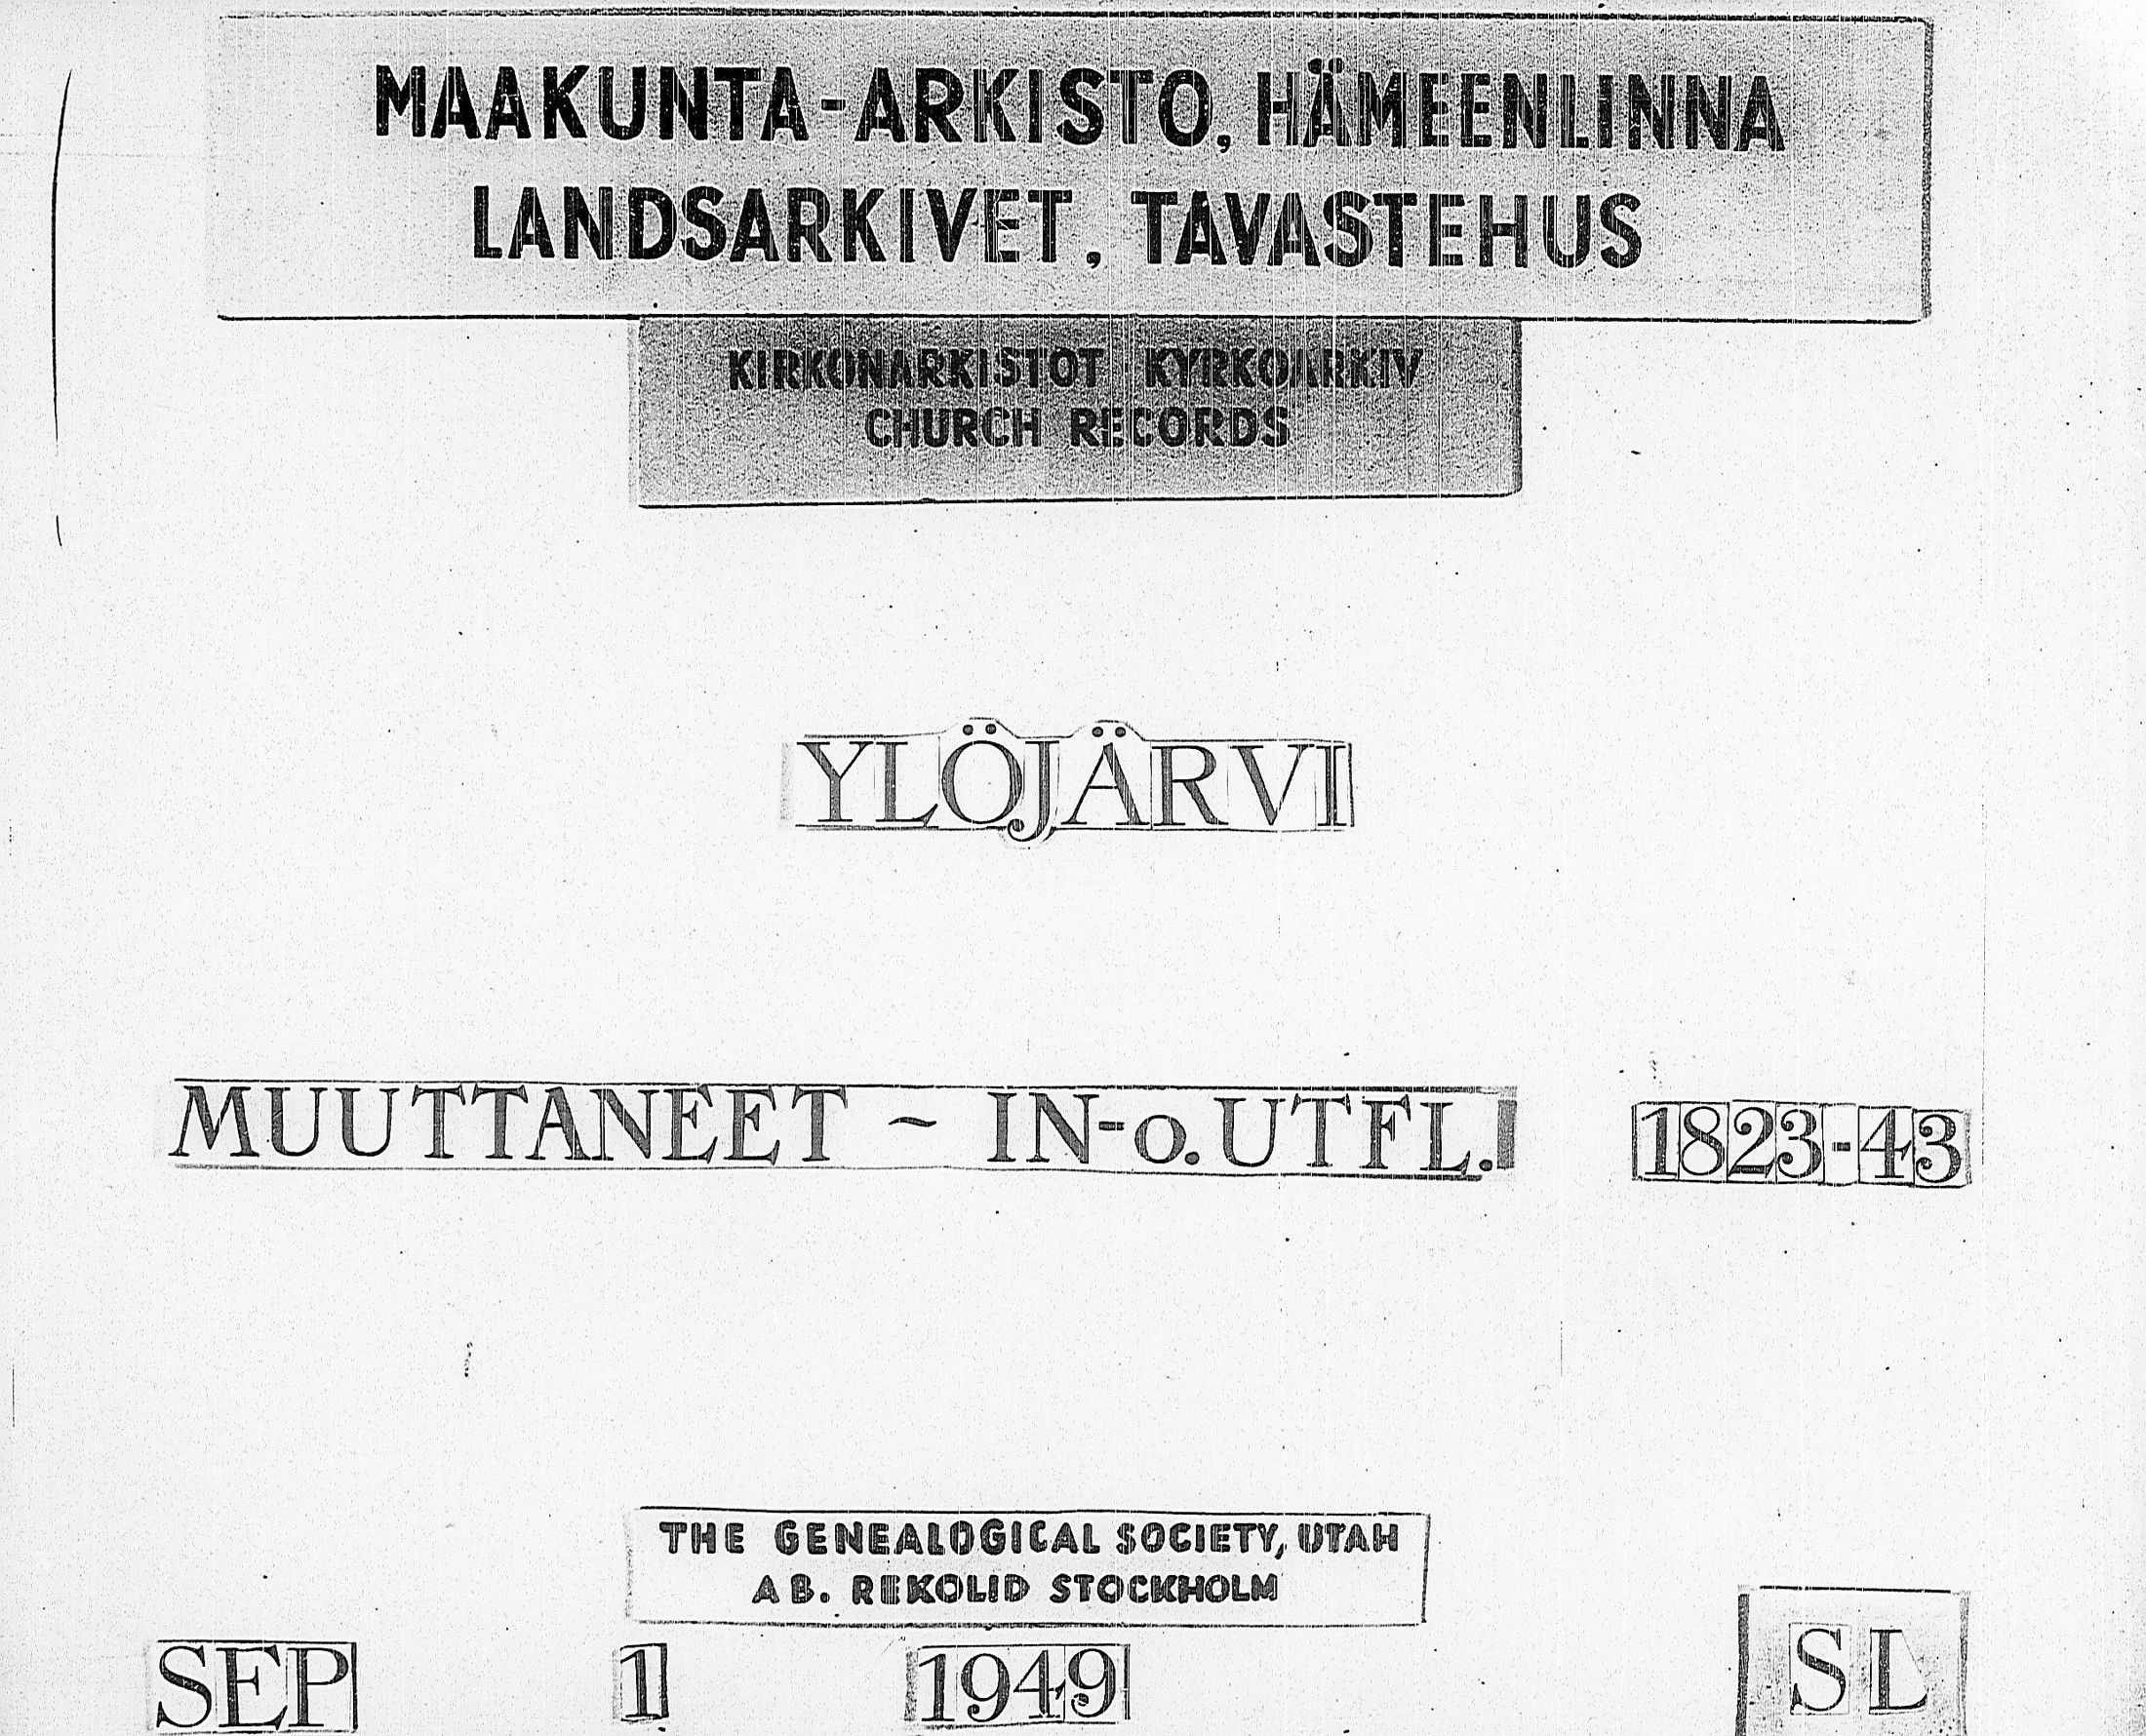 MAAKUNTA-ARKISTO, HÄMEENLINNA
LANDSARKIVET, TAVASTEHUS
KIRKONARKISTOT KYRKOARKIV
CHURCH RECORDS
YLÖJÄRVI
MUUTTANEET ~ IN-o.UTFL. 1823-43
THE GENEALOGICAL SOCIETY, UTAH
AB. REKOLID STOCKHOLM
SEP 1 1949 SL